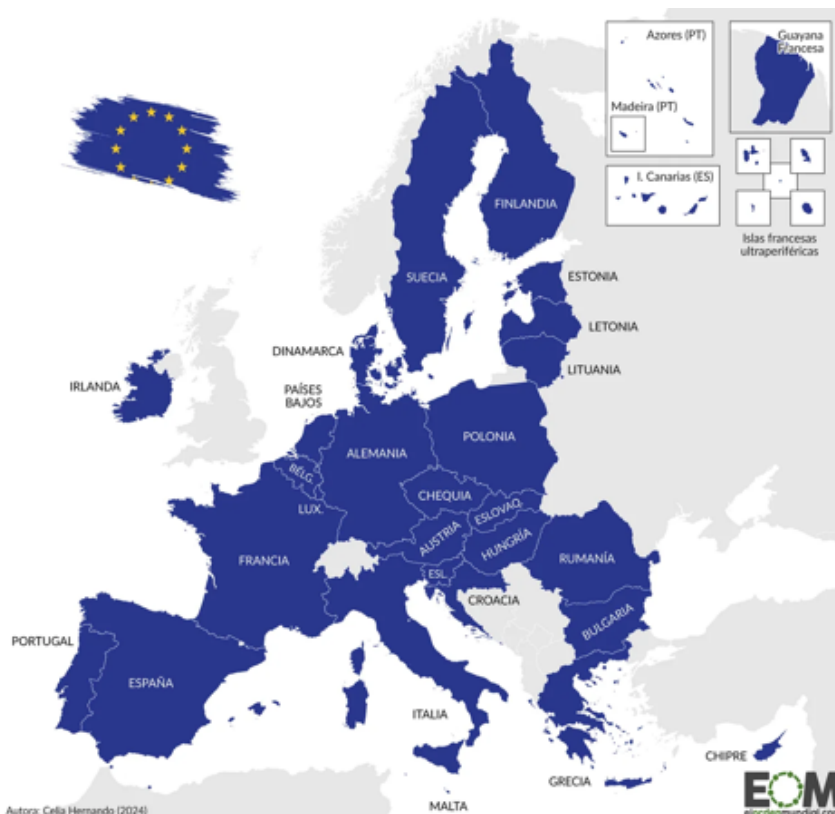 Azores (PT)
Guayana
Francesa
Madeira (PT)
I. Canarias (ES)
Islas francesas
ultraperiféricas
FINLANDIA
SUECIA
ESTONIA
LETONIA
LITUANIA
DINAMARCA
IRLANDA
PAÍSES
BAJOS
POLONIA
ALEMANIA
BÉLG.
CHEQUIA
LUX.
ESLOVAQ.
AUSTRIA
HUNGRÍA
FRANCIA
RUMANÍA
ESL.
CROACIA
BULGARIA
PORTUGAL
ESPAÑA
ITALIA
CHIPRE
GRECIA
MALTA
EOM
elordenmundial.co
Autora: Celia Hernando (2024)